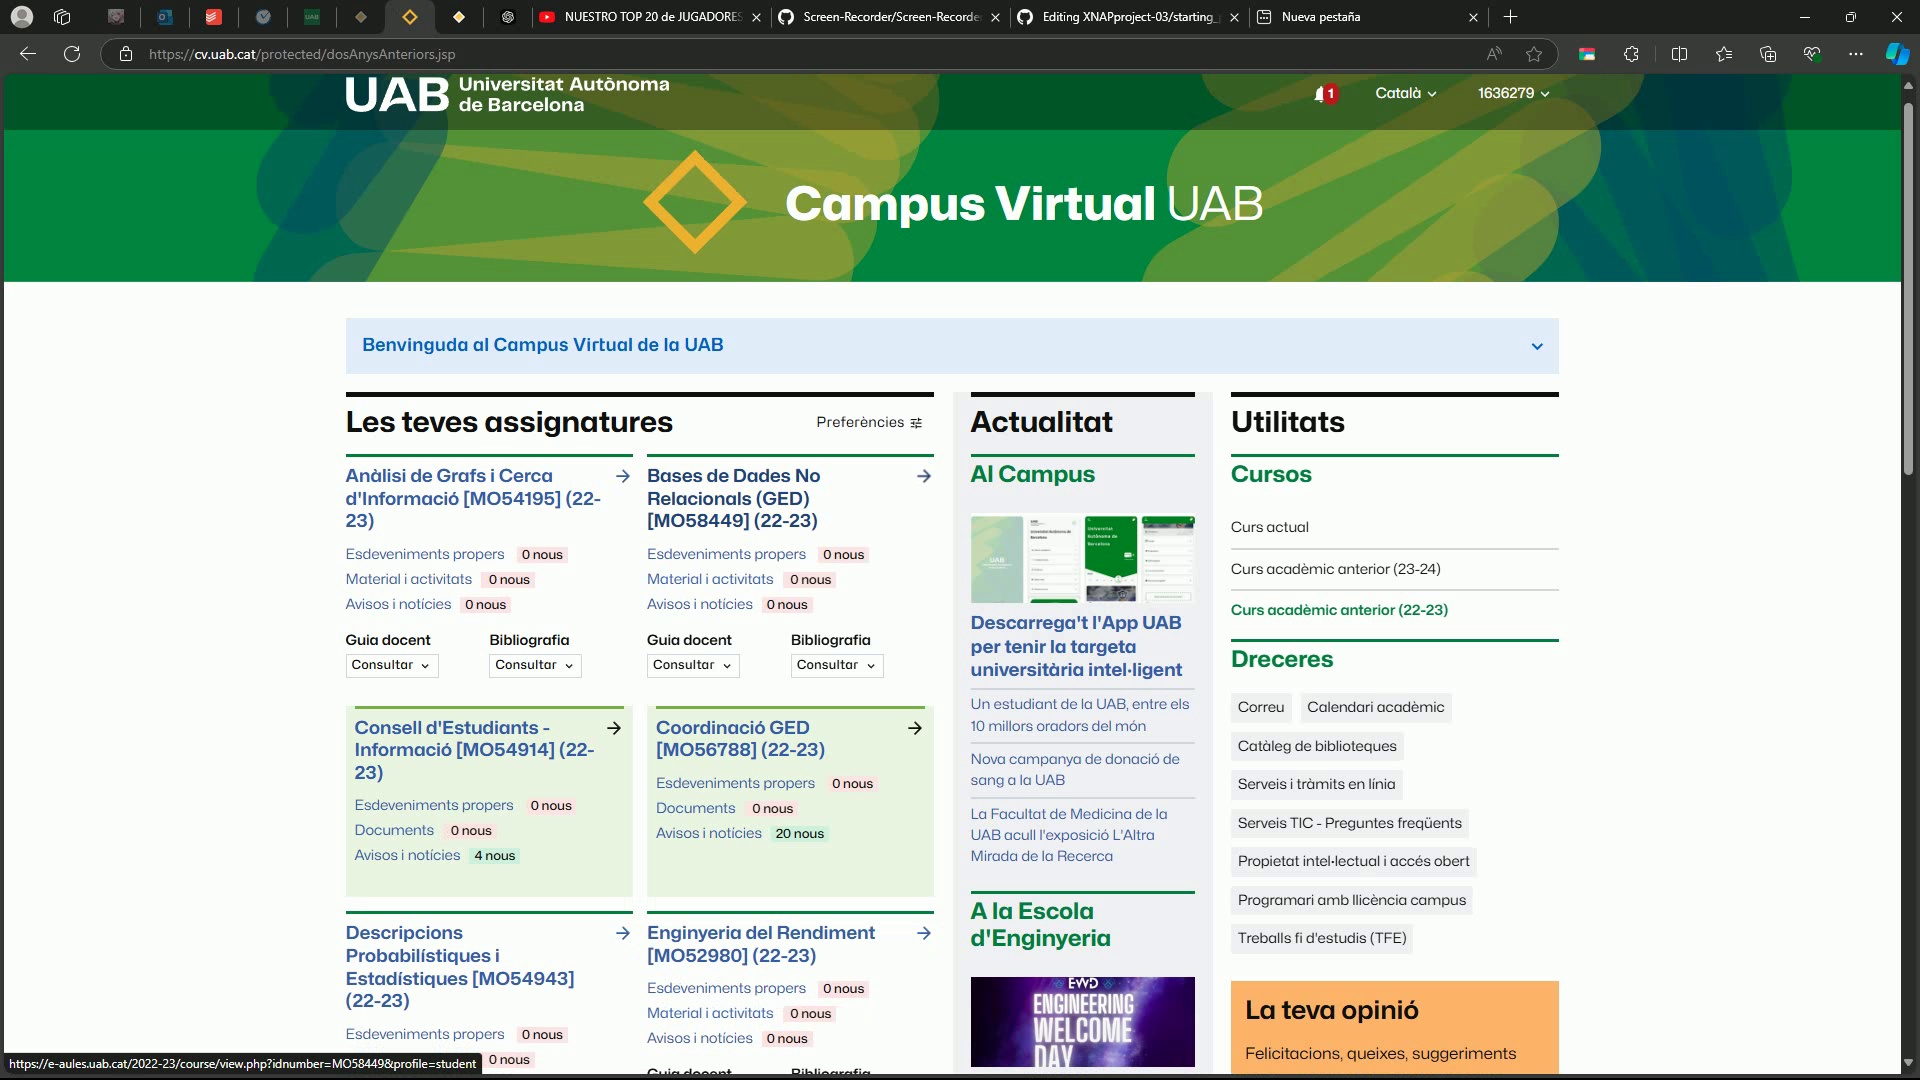 NUESTRO TOP 20 de JUGADORES
Screen-Recorder/Screen-Recorde
Editing XNAPproject-03/starting_
Nueva pestaña
https://cv.uab.cat/protected/dosAnysAnteriors.jsp
UAB Universitat Autònoma
de Barcelona
1
Català
1636279
Campus Virtual UAB
Benvinguda al Campus Virtual de la UAB
Les teves assignatures
Preferències
Anàlisi de Grafs i Cerca
d'Informació [MO54195] (22-
23)
Esdeveniments propers 0 nous
Material i activitats 0 nous
Avisos i notícies 0 nous
Guia docent
Bibliografia
Consultar
Consultar
Bases de Dades No
Relacionals (GED)
[MO58449] (22-23)
Esdeveniments propers 0 nous
Material i activitats 0 nous
Avisos i notícies 0 nous
Guia docent
Bibliografia
Consultar
Consultar
Consell d'Estudiants -
Informació [MO54914] (22-
23)
Esdeveniments propers 0 nous
Documents 0 nous
Avisos i notícies 4 nous
Coordinació GED
[MO56788] (22-23)
Esdeveniments propers 0 nous
Documents 0 nous
Avisos i notícies 20 nous
Descripcions
Probabilístiques i
Estadístiques [MO54943]
(22-23)
Esdeveniments propers 0 nous
0 nous
Enginyeria del Rendiment
[MO52980] (22-23)
Esdeveniments propers 0 nous
Material i activitats 0 nous
Avisos i notícies 0 nous
Guia docent
Bibliografia
Actualitat
Al Campus
Descarrega't l'App UAB
per tenir la targeta
universitària intel·ligent
Un estudiant de la UAB, entre els
10 millors oradors del món
Nova campanya de donació de
sang a la UAB
La Facultat de Medicina de la
UAB acull l'exposició L'Altra
Mirada de la Recerca
A la Escola
d'Enginyeria
EWD
ENGINEERING
WELCOME
DAY
Utilitats
Cursos
Curs actual
Curs acadèmic anterior (23-24)
Curs acadèmic anterior (22-23)
Dreceres
Correu
Calendari acadèmic
Catàleg de biblioteques
Serveis i tràmits en línia
Serveis TIC - Preguntes freqüents
Propietat intel·lectual i accés obert
Programari amb llicència campus
Treballs fi d'estudis (TFE)
La teva opinió
Felicitacions, queixes, suggeriments
https://e-aules.uab.cat/2022-23/course/view.php?idnumber=MO58449&profile=student